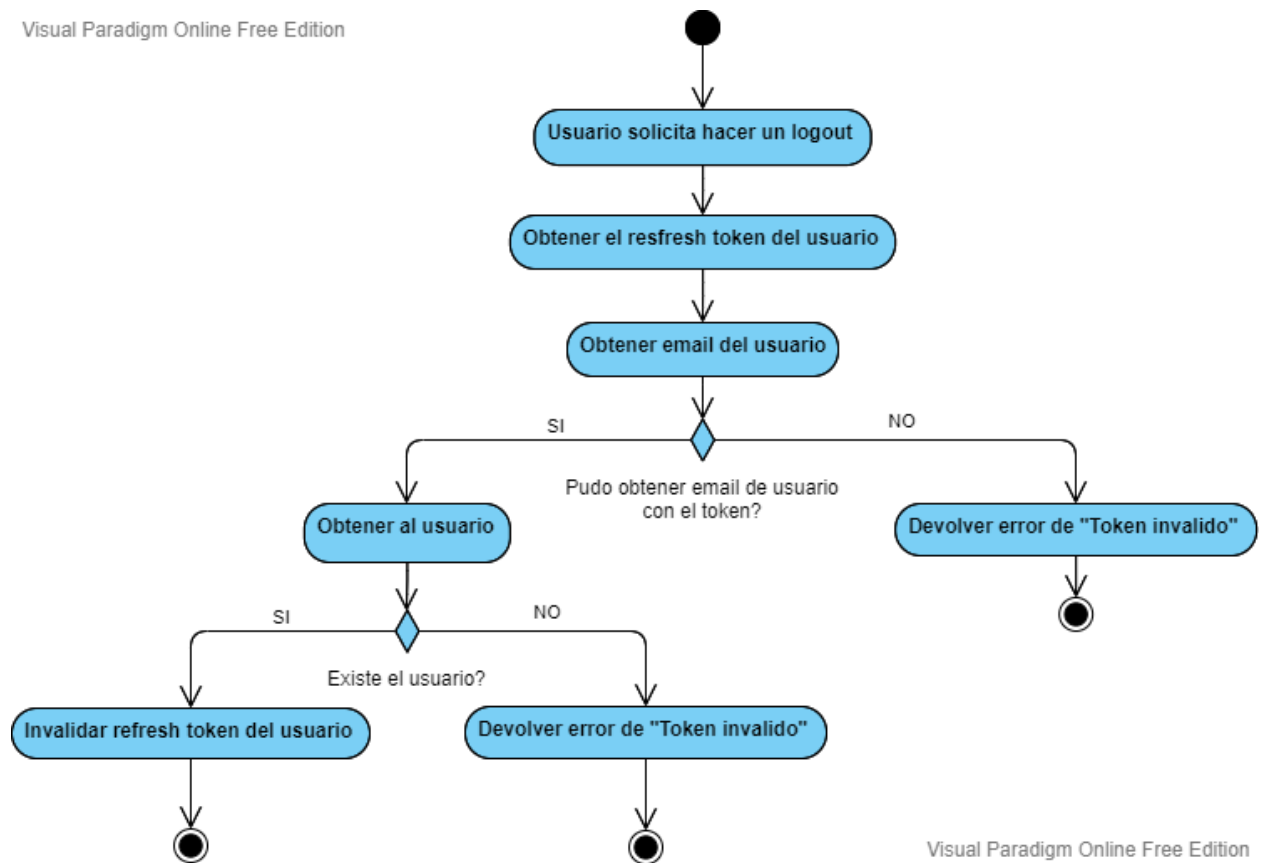 Visual Paradigm Online Free Edition
Usuario solicita hacer un logout
Obtener el resfresh token del usuario
Obtener email del usuario
SI
NO
Pudo obtener email de usuario
con el token?
Obtener al usuario
Devolver error de "Token invalido"
SI
NO
Existe el usuario?
Invalidar refresh token del usuario
Devolver error de "Token invalido"
Visual Paradigm Online Free Edition